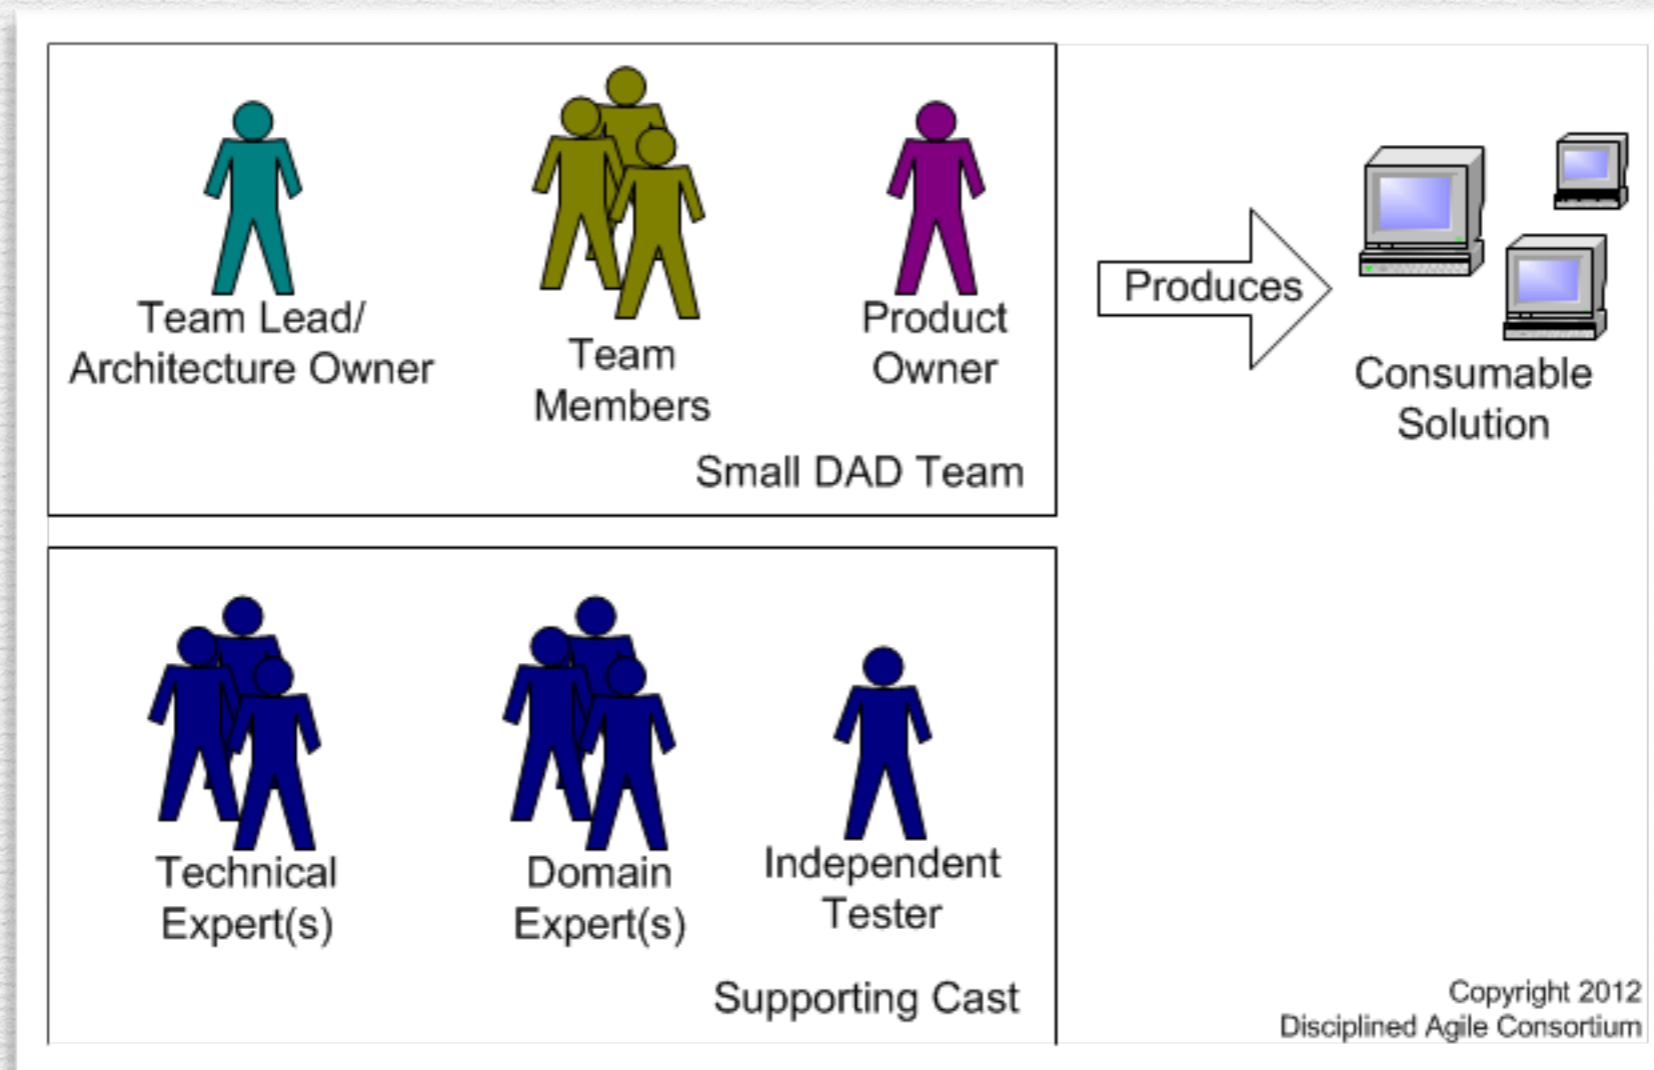 Team Lead/
Architecture Owner
Team
Members
Product
Owner
Small DAD Team
Produces
Consumable
Solution
Technical
Expert(s)
Domain
Expert(s)
Independent
Tester
Supporting Cast
Copyright 2012
Disciplined Agile Consortium